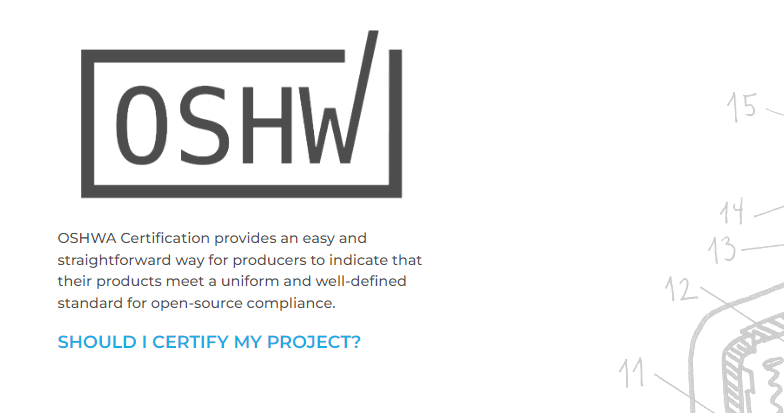 OSHW
OSHWA Certification provides an easy and
straightforward way for producers to indicate that
their products meet a uniform and well-defined
standard for open-source compliance.
SHOULD I CERTIFY MY PROJECT?
15
14
13
12
11